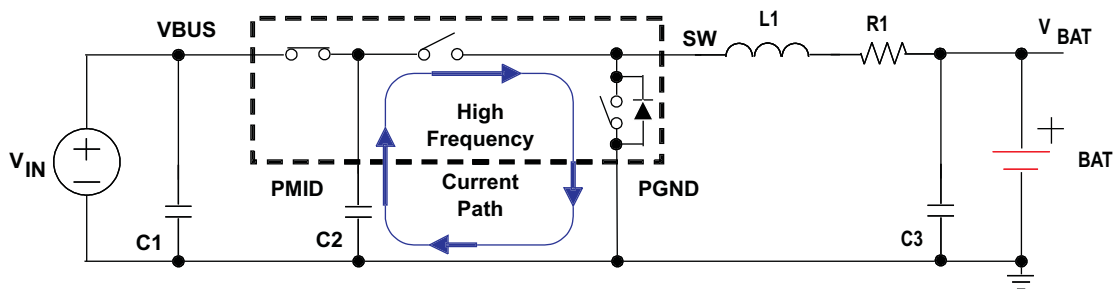 VBUS
SW
L1
R1
V BAT
High
Frequency
Current
Path
V IN
+
−
PMID
PGND
+
BAT
C1
C2
C3